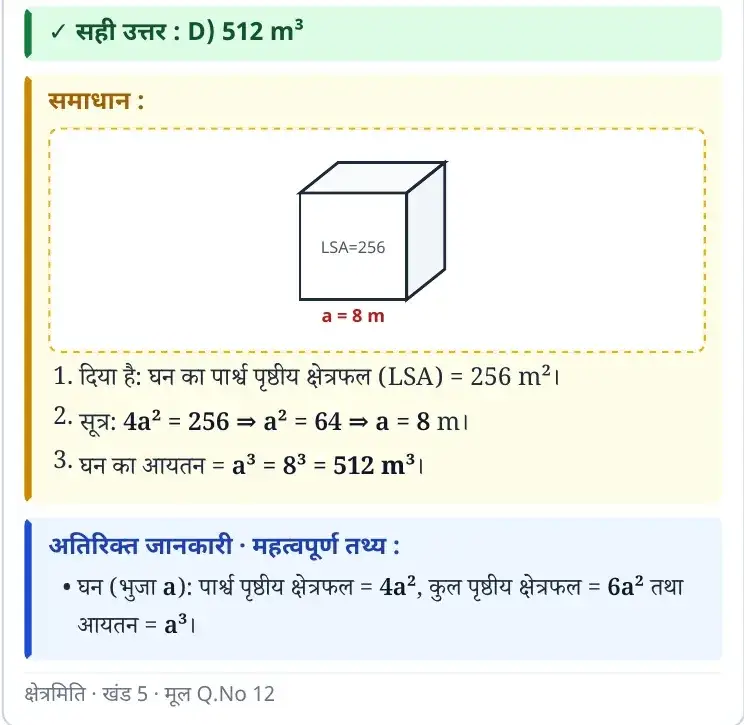 ✓ सही उत्तर : D) 512 m³
समाधान :
LSA=256
a = 8 m
1. दिया है: घन का पार्श्व पृष्ठीय क्षेत्रफल (LSA) = 256 m²।
2. सूत्र: 4a² = 256 ⇒ a² = 64 ⇒ a = 8 m।
3. घन का आयतन = a³ = 8³ = 512 m³।
अतिरिक्त जानकारी · महत्वपूर्ण तथ्य :
• घन (भुजा a): पार्श्व पृष्ठीय क्षेत्रफल = 4a², कुल पृष्ठीय क्षेत्रफल = 6a² तथा
आयतन = a³।
क्षेत्रमिति · खंड 5 · मूल Q.No 12